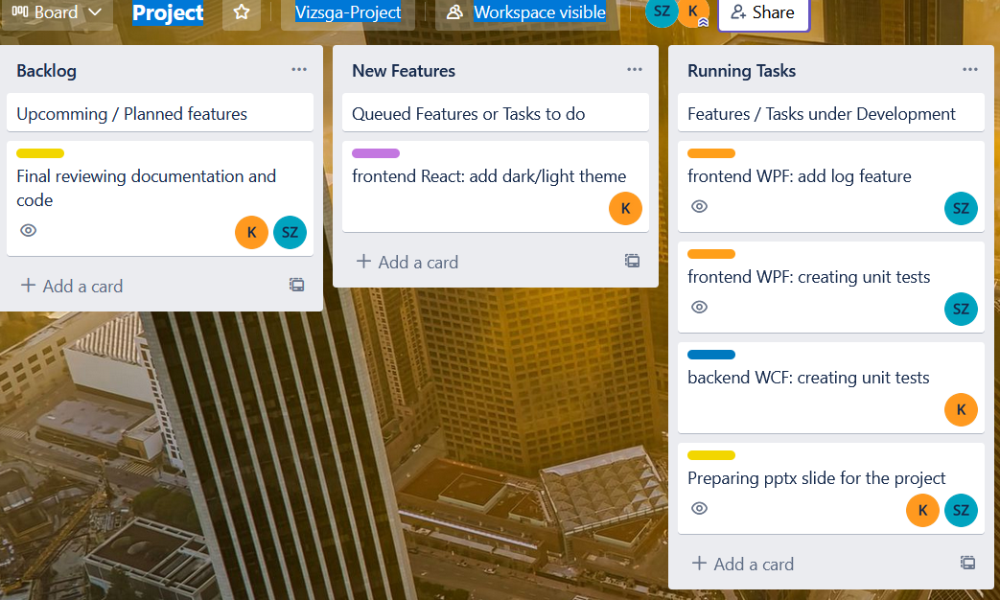 Board
Project
Vizsga-Project
Workspace visible
SZ
K
Share
Backlog
Upcomming / Planned features
Final reviewing documentation and
code
K
SZ
Add a card
New Features
Queued Features or Tasks to do
frontend React: add dark/light theme
K
Add a card
Running Tasks
Features / Tasks under Development
frontend WPF: add log feature
SZ
frontend WPF: creating unit tests
SZ
backend WCF: creating unit tests
K
Preparing pptx slide for the project
K
SZ
Add a card